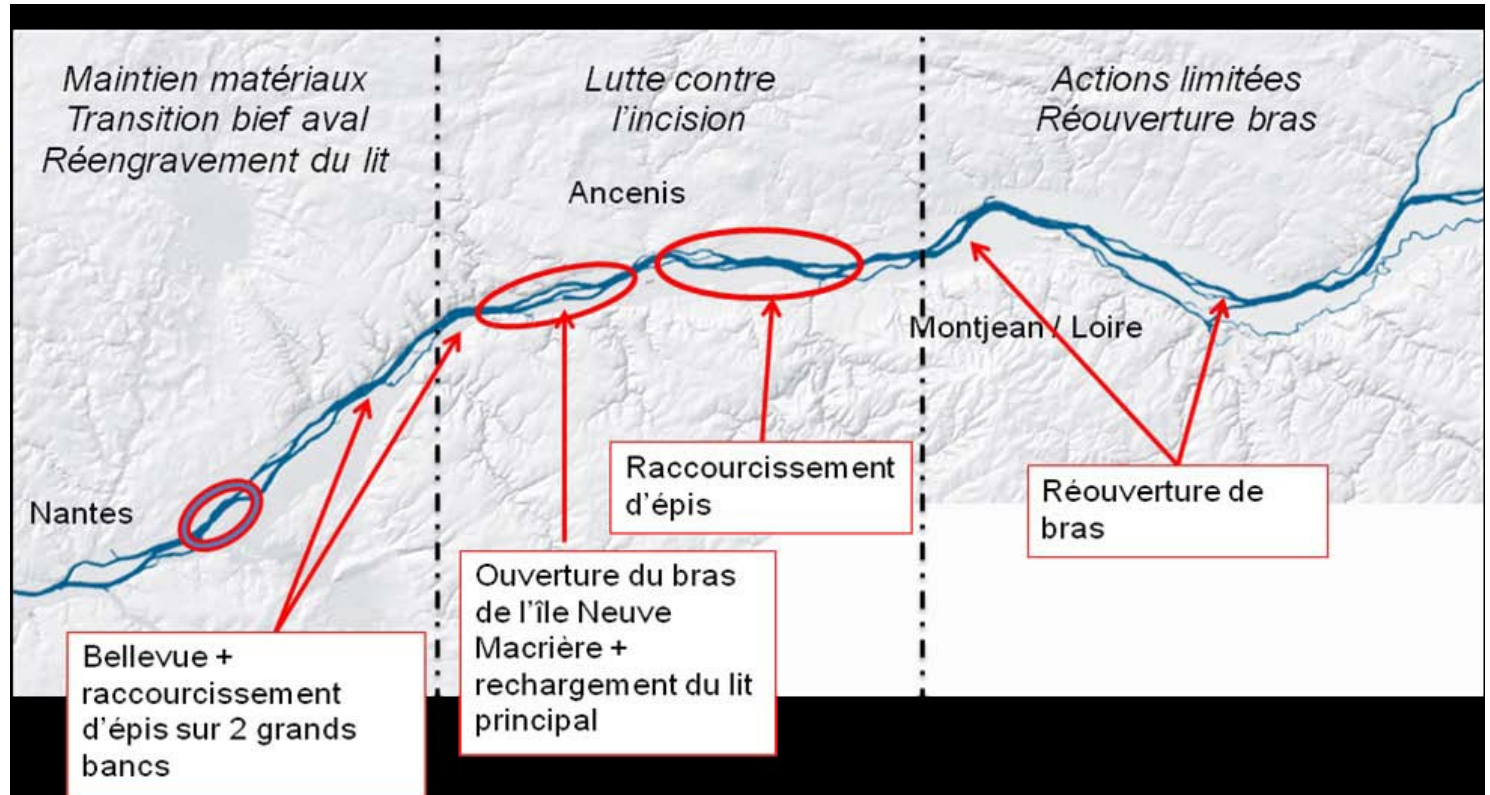 Maintien matériaux
Transition bief aval
Réengravement du lit
Lutte contre
l'incision
Actions limitées
Réouverture bras
Ancenis
Montjean / Loire
Nantes
Raccourcissement
d'épis
Réouverture de
bras
Ouverture du bras
de l'île Neuve
Macrière +
rechargement du lit
principal
Bellevue +
raccourcissement
d'épis sur 2 grands
bancs